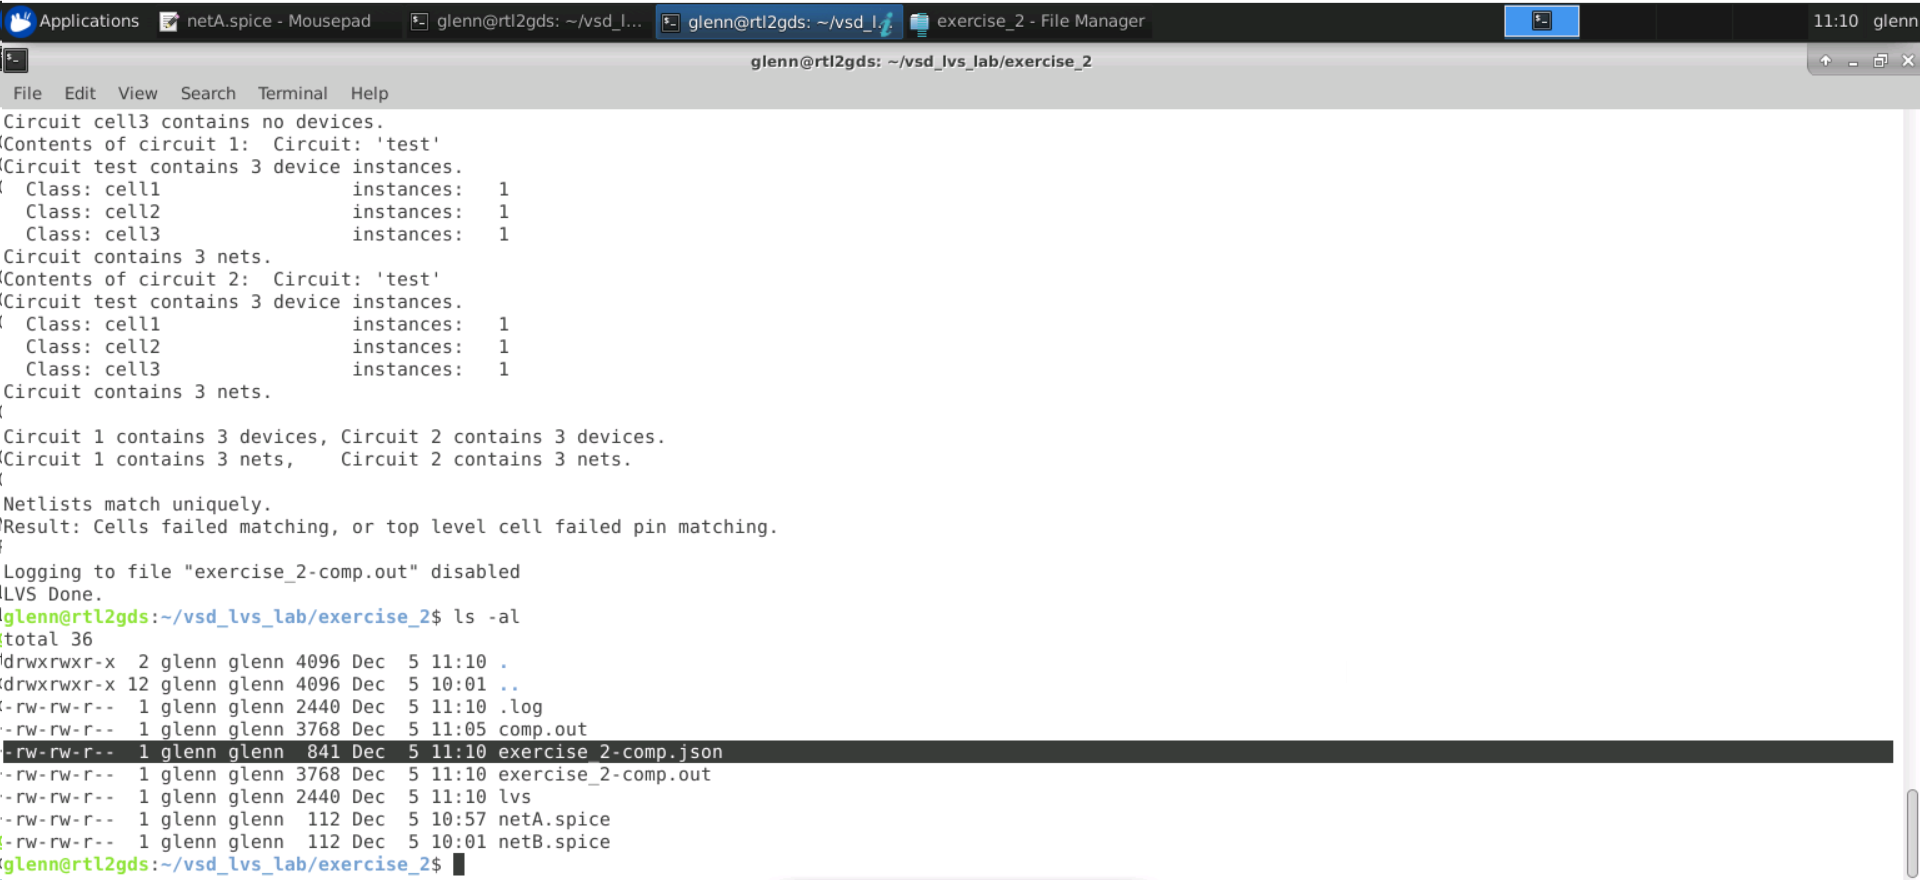 Applications netA.spice - Mousepad glenn@rtl2gds: ~/vsd_l... glenn@rtl2gds: ~/vsd_l... exercise_2 - File Manager 11:10 glenn
glenn@rtl2gds: ~/vsd_lvs_lab/exercise_2
File Edit View Search Terminal Help
Circuit cell3 contains no devices.
Contents of circuit 1:  Circuit: 'test'
Circuit test contains 3 device instances.
  Class: cell1                 instances:   1
  Class: cell2                 instances:   1
  Class: cell3                 instances:   1
Circuit contains 3 nets.
Contents of circuit 2:  Circuit: 'test'
Circuit test contains 3 device instances.
  Class: cell1                 instances:   1
  Class: cell2                 instances:   1
  Class: cell3                 instances:   1
Circuit contains 3 nets.
Circuit 1 contains 3 devices, Circuit 2 contains 3 devices.
Circuit 1 contains 3 nets,    Circuit 2 contains 3 nets.
Netlists match uniquely.
Result: Cells failed matching, or top level cell failed pin matching.
Logging to file "exercise_2-comp.out" disabled
LVS Done.
glenn@rtl2gds:~/vsd_lvs_lab/exercise_2$ ls -al
total 36
drwxrwxr-x  2 glenn glenn 4096 Dec  5 11:10 .
drwxrwxr-x 12 glenn glenn 4096 Dec  5 10:01 ..
-rw-rw-r--  1 glenn glenn 2440 Dec  5 11:10 .log
-rw-rw-r--  1 glenn glenn 3768 Dec  5 11:05 comp.out
-rw-rw-r--  1 glenn glenn  841 Dec  5 11:10 exercise_2-comp.json
-rw-rw-r--  1 glenn glenn 3768 Dec  5 11:10 exercise_2-comp.out
-rw-rw-r--  1 glenn glenn 2440 Dec  5 11:10 lvs
-rw-rw-r--  1 glenn glenn  112 Dec  5 10:57 netA.spice
-rw-rw-r--  1 glenn glenn  112 Dec  5 10:01 netB.spice
glenn@rtl2gds:~/vsd_lvs_lab/exercise_2$